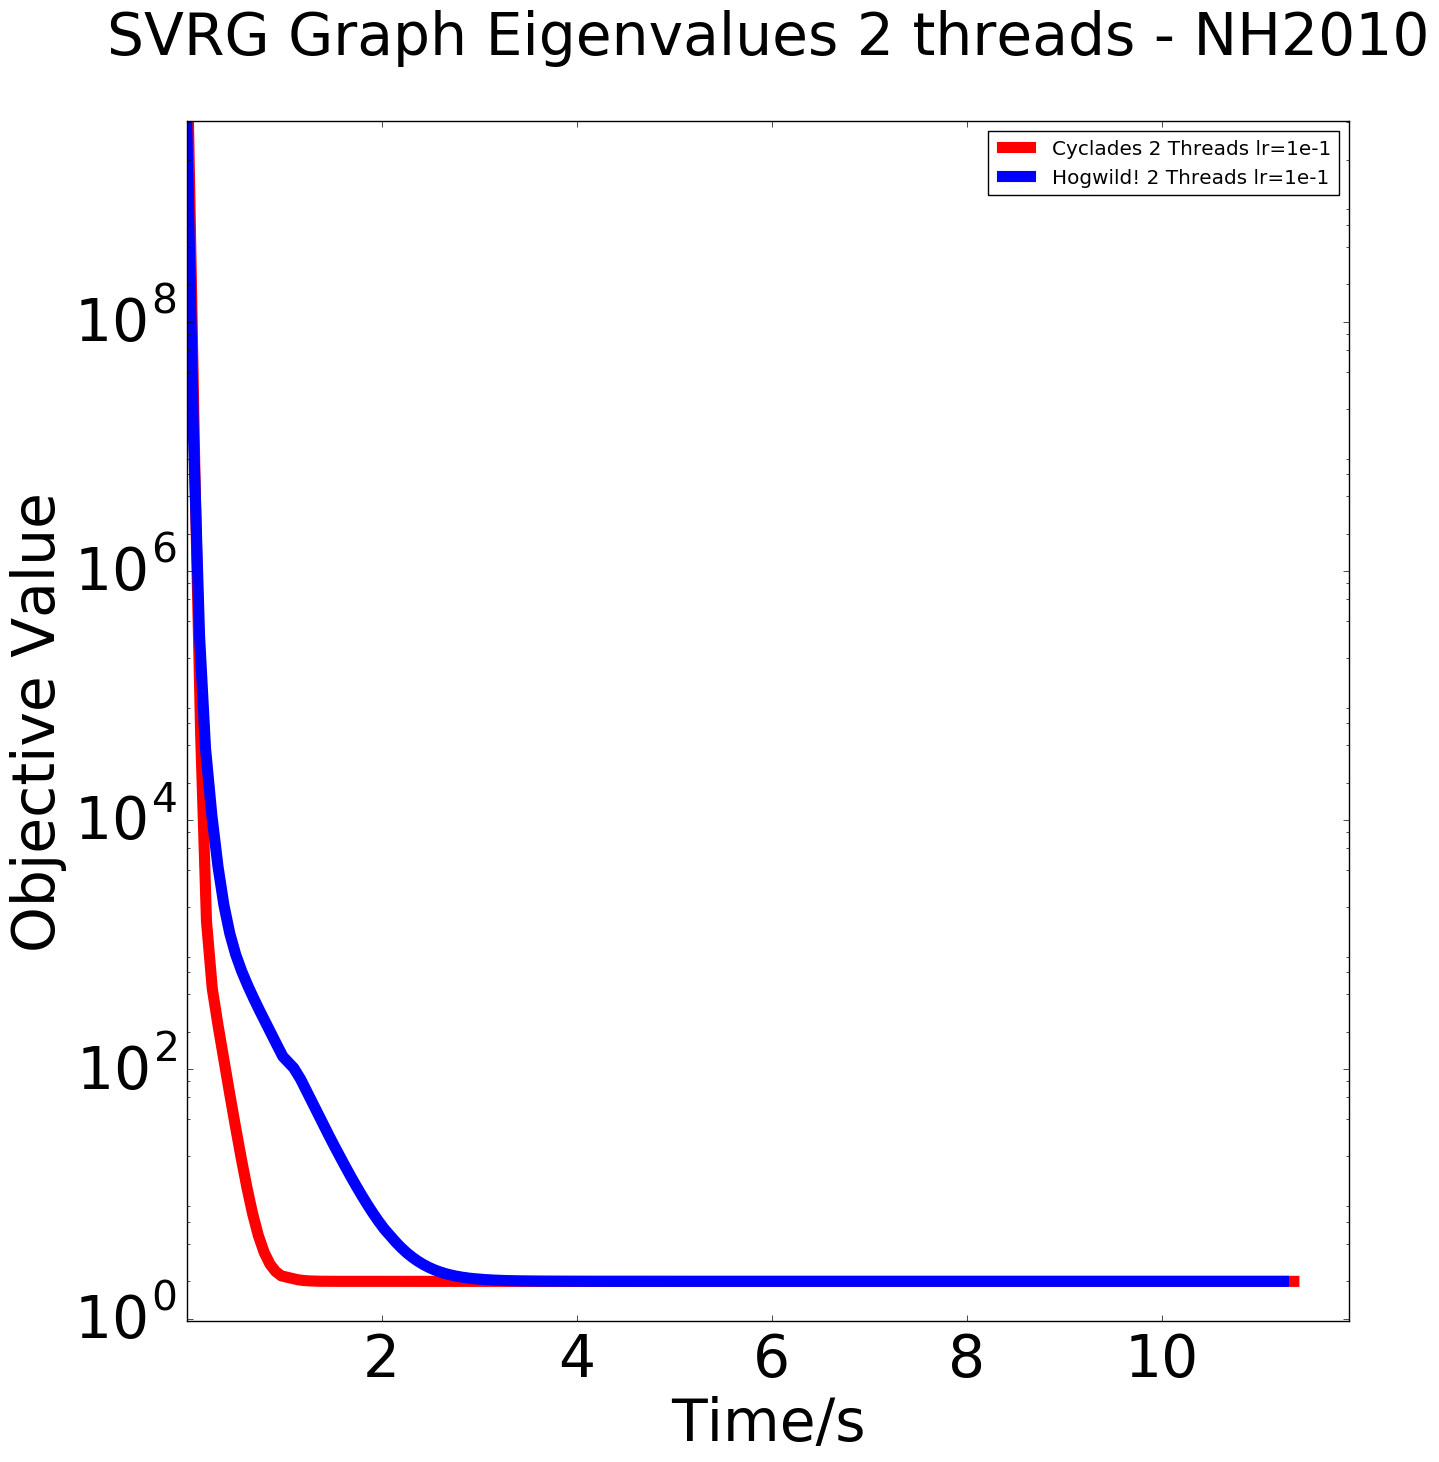 SVRG Graph Eigenvalues 2 threads - NH2010
Cyclades 2 Threads lr=1e-1
Hogwild! 2 Threads lr=1e-1
10^8
10^6
10^4
10^2
10^0
Objective Value
2 4 6 8 10
Time/s